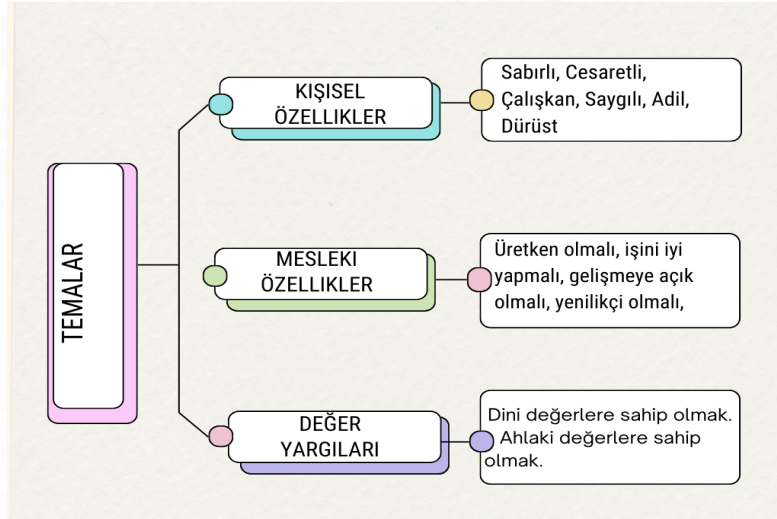 TEMALAR
KIŞISEL
ÖZELLIKLER
Sabırlı, Cesaretli,
Çalışkan, Saygılı, Adil,
Dürüst
MESLEKI
ÖZELLIKLER
Üretken olmalı, işini iyi
yapmalı, gelişmeye açık
olmalı, yenilikçi olmalı,
DEĞER
YARGILARI
Dini değerlere sahip olmak.
Ahlaki değerlere sahip
olmak.